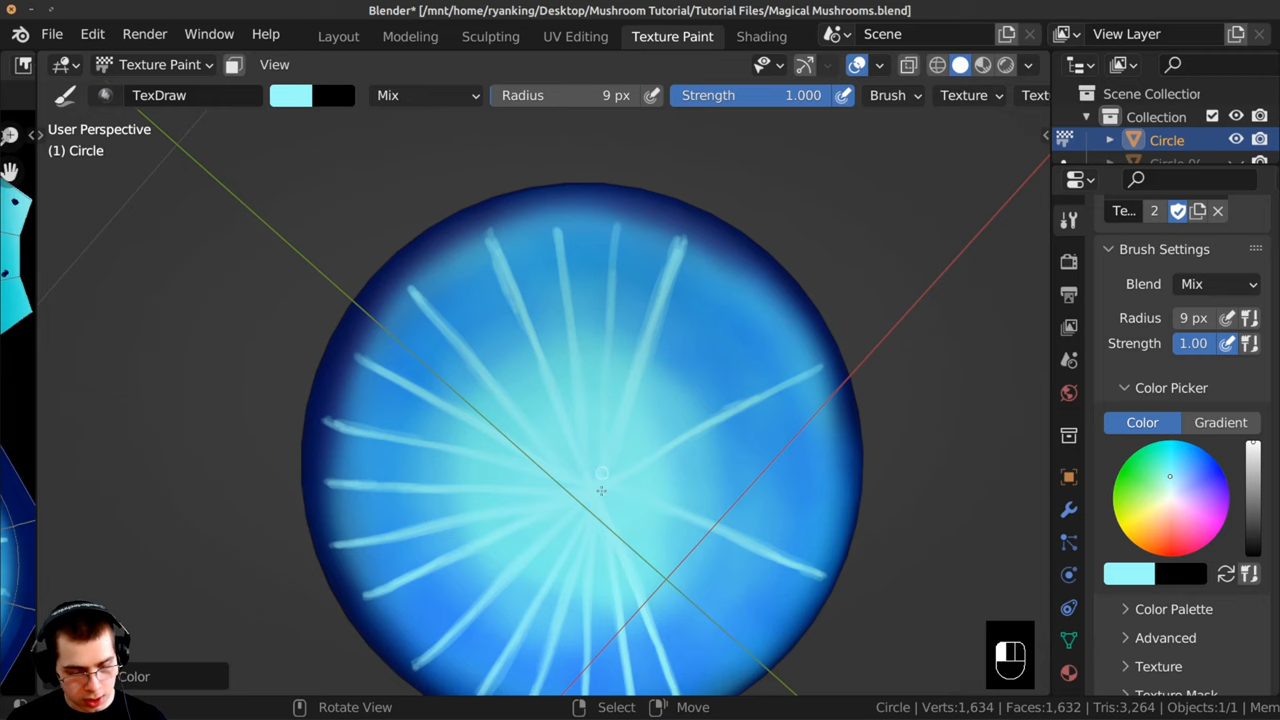 Blender* [/mnt/home/ryanking/Desktop/Mushroom Tutorial/Tutorial Files/Magical Mushrooms.blend]
File Edit Render Window Help Layout Modeling Sculpting UV Editing Texture Paint Shading Scene View Layer
Texture Paint View
TexDraw Mix Radius 9 px Strength 1.000 Brush Texture Text
User Perspective
(1) Circle
Scene Collection
Collection
Circle
Te... 2
Brush Settings
Blend Mix
Radius 9 px
Strength 1.00
Color Picker
Color Gradient
Color Palette
Advanced
Texture
Texture Mask
Color
Rotate View Select Move Circle | Verts:1,634 | Faces:1,632 | Tris:3,264 | Objects:1/1 | Mem